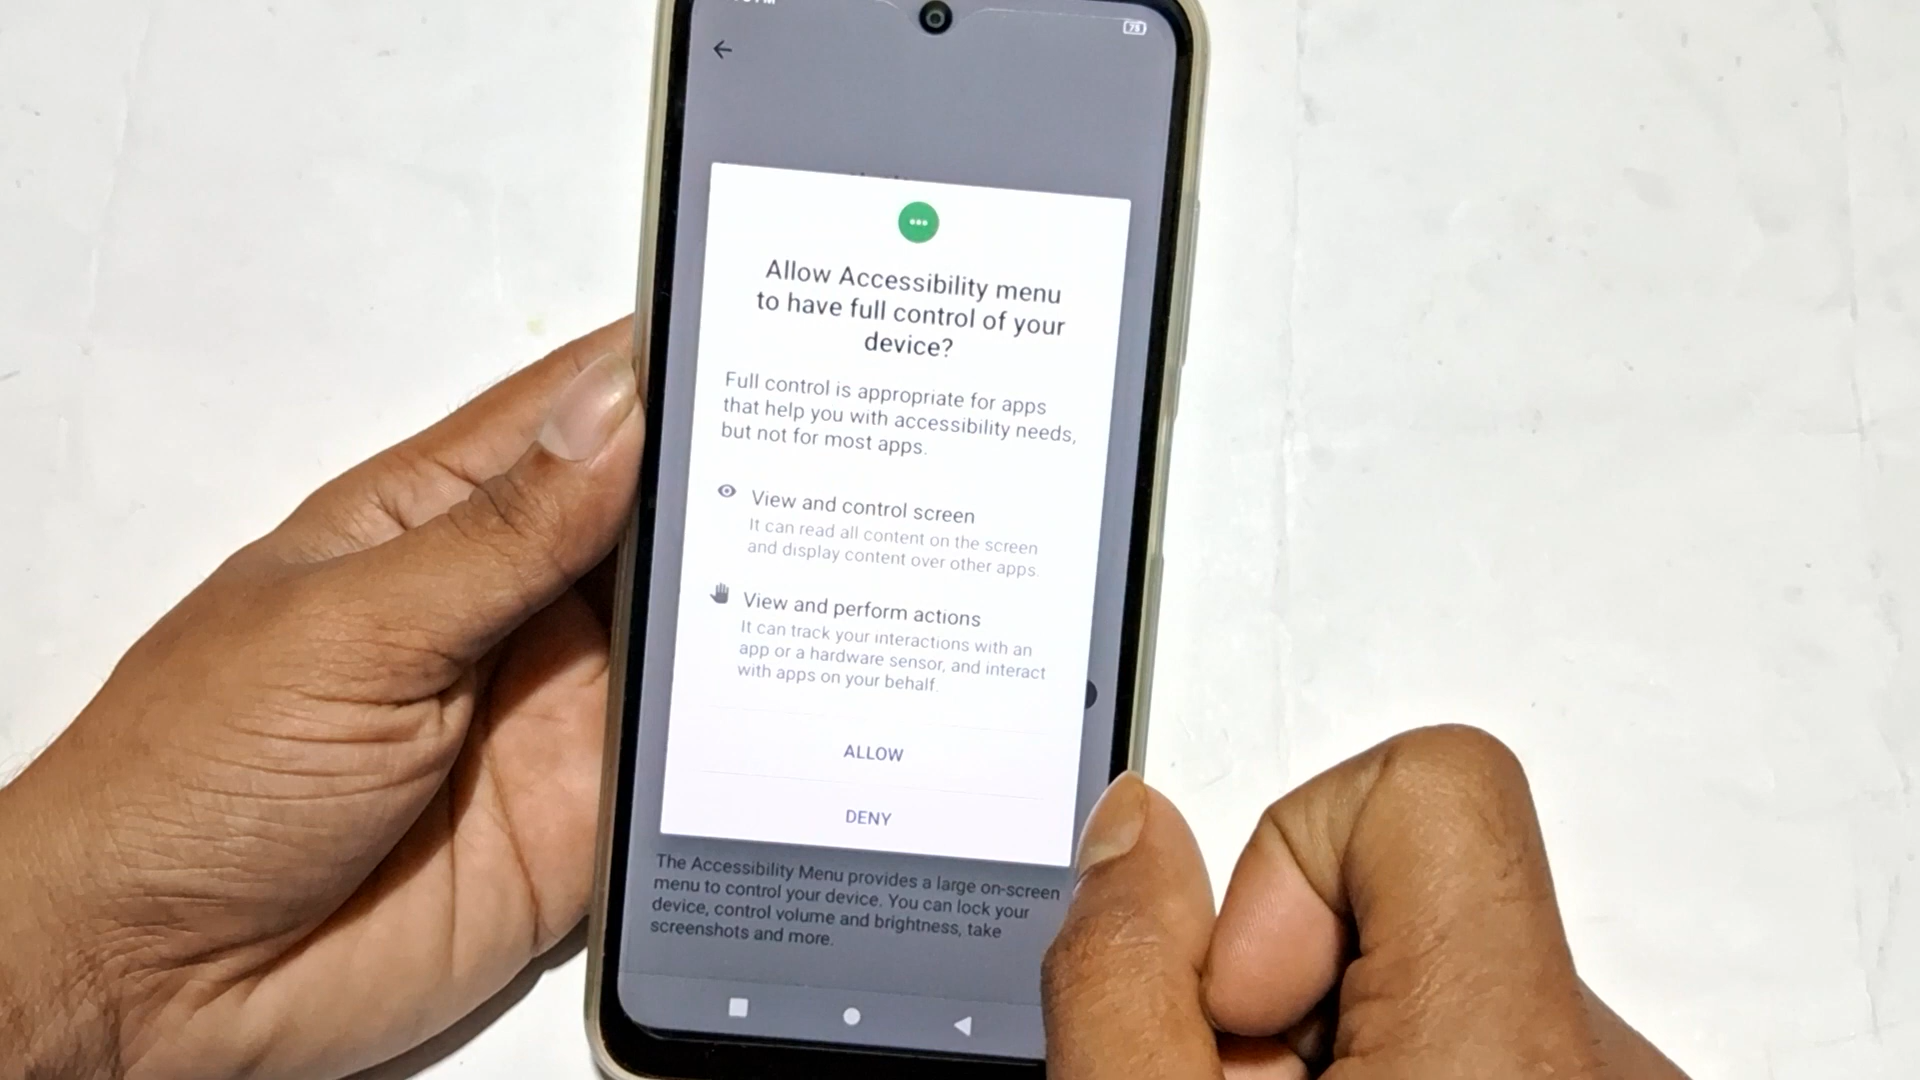 75
Allow Accessibility menu
to have full control of your
device?
Full control is appropriate for apps
that help you with accessibility needs,
but not for most apps.
View and control screen
It can read all content on the screen
and display content over other apps.
View and perform actions
It can track your interactions with an
app or a hardware sensor, and interact
with apps on your behalf.
ALLOW
DENY
The Accessibility Menu provides a large on-screen
menu to control your device. You can lock your
device, control volume and brightness, take
screenshots and more.